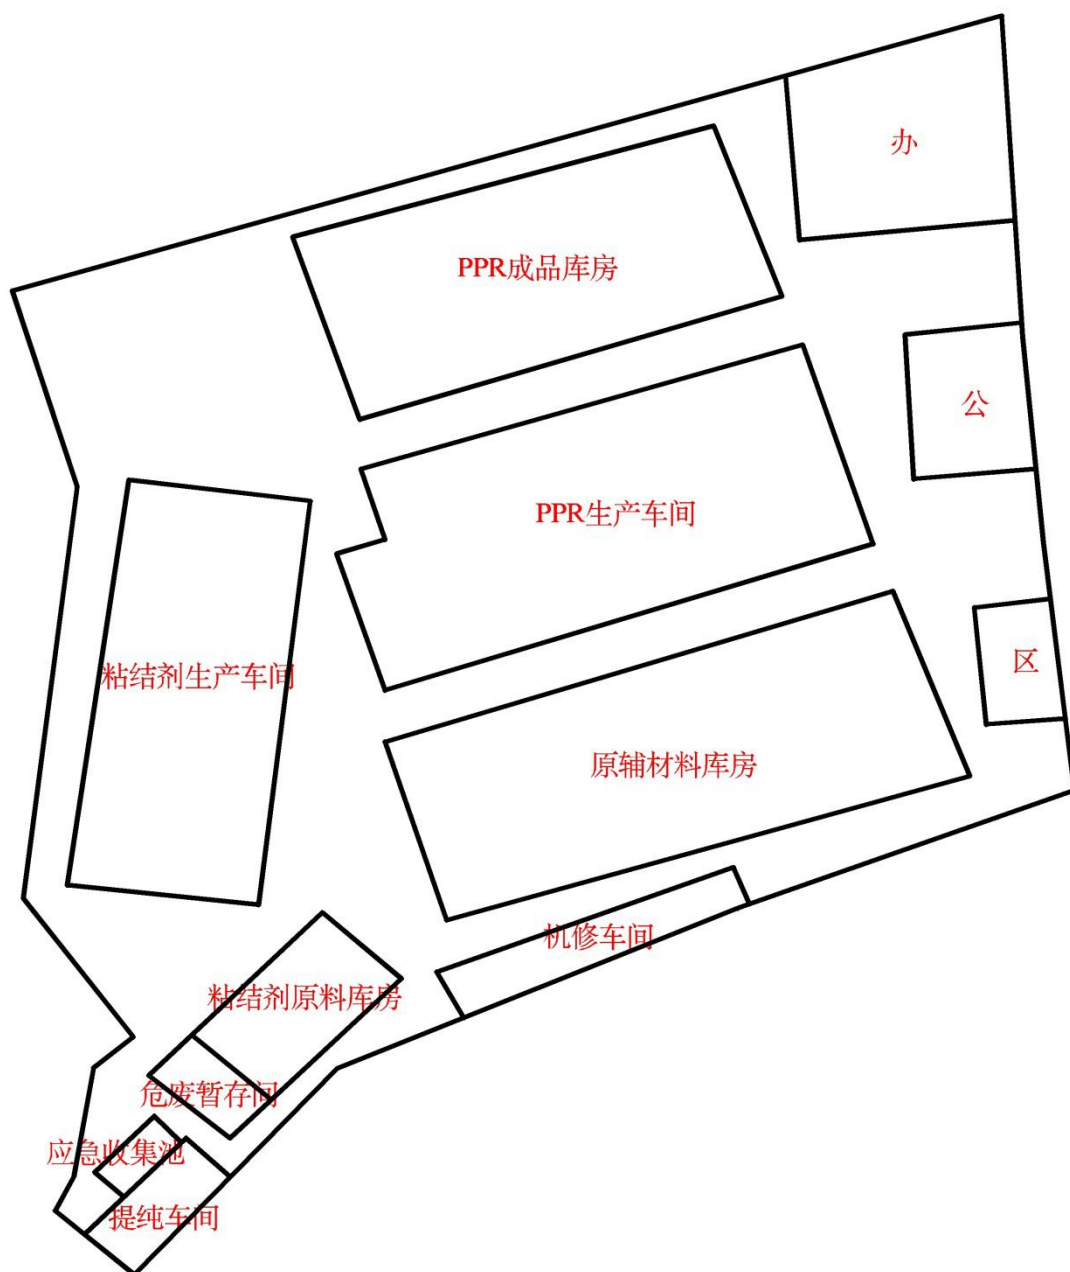 办
PPR成品库房
公
PPR生产车间
区
粘结剂生产车间
原辅材料库房
机修车间
粘结剂原料库房
危废暂存间
应急收集池
提纯车间